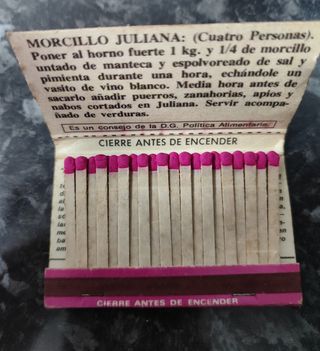 MORCILLO JULIANA: (Cuatro Personas).
Poner al horno fuerte 1 kg. y 1/4 de morcillo
untado de manteca y espolvoreado de sal y
pimienta durante una hora, echándole un
vasito de vino blanco. Media hora antes de
sacarlo añadir puerros, zanahorias, apios y
nabos cortados en Juliana. Servir acompa-
ñado de verduras.
Es un consejo de la D.G. Política Alimentaria.
CIERRE ANTES DE ENCENDER
CIERRE ANTES DE ENCENDER